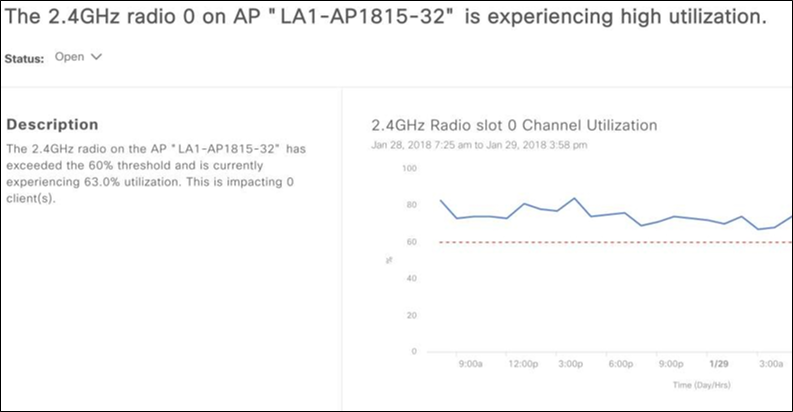 The 2.4GHz radio 0 on AP "LA1-AP1815-32" is experiencing high utilization.
Status: Open
Description
The 2.4GHz radio on the AP "LA1-AP1815-32" has
exceeded the 60% threshold and is currently
experiencing 63.0% utilization. This is impacting 0
client(s).
2.4GHz Radio slot 0 Channel Utilization
Jan 28, 2018 7:25 am to Jan 29, 2018 3:58 pm
100
80
60
%
40
20
0
9:00a 12:00p 3:00p 6:00p 9:00p 1/29 3:00a
Time (Day/Hrs)